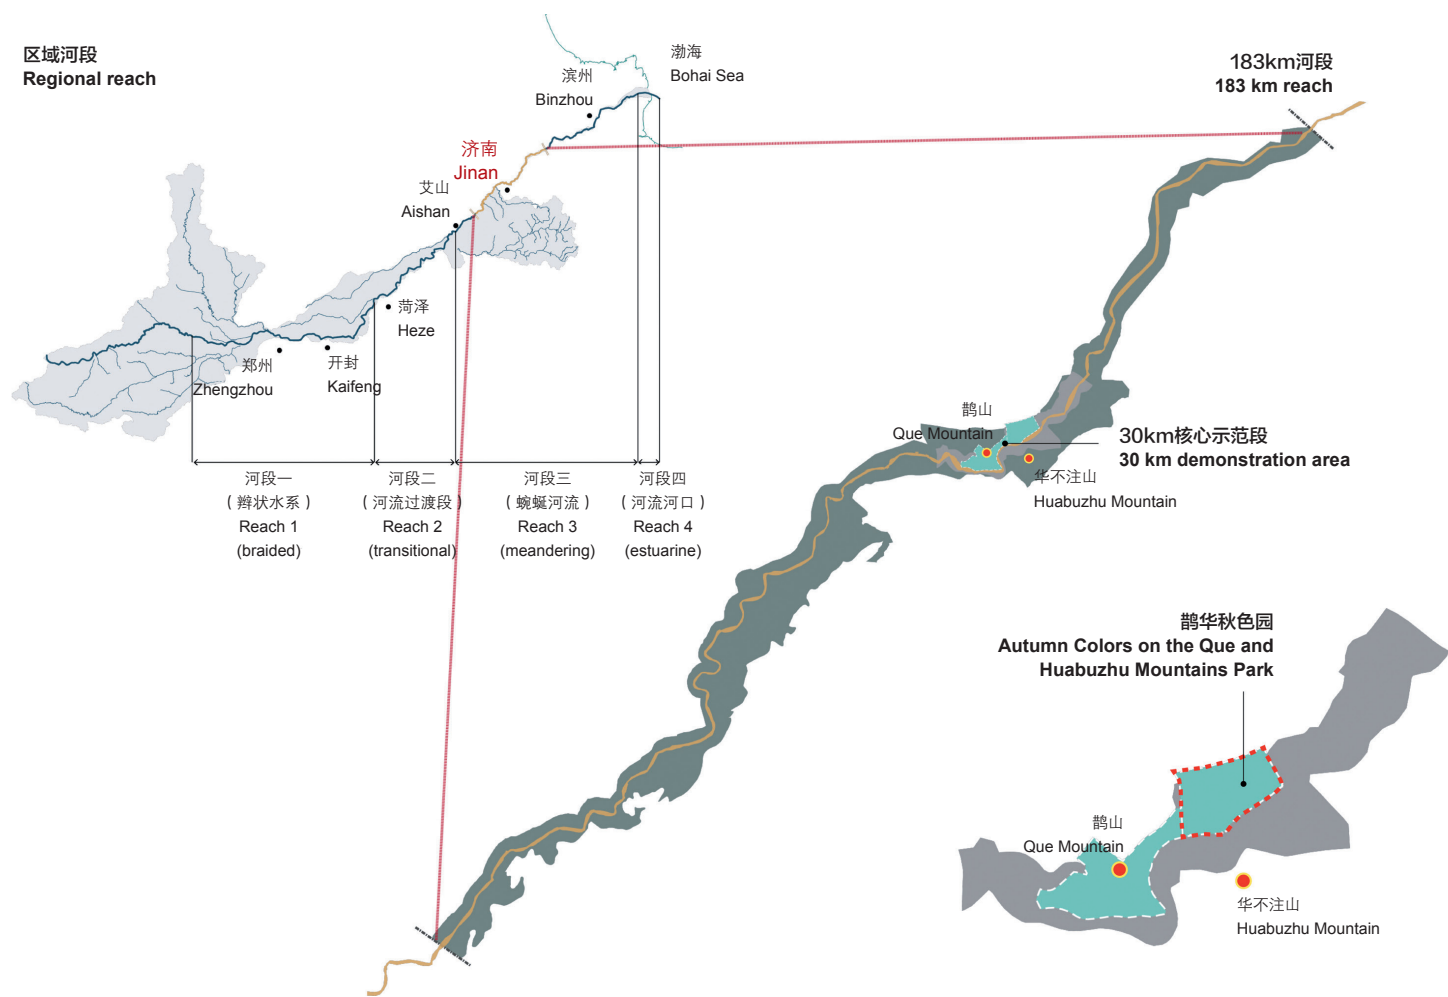 区域河段
Regional reach
渤海
Bohai Sea
滨州
Binzhou
济南
Jinan
艾山
Aishan
菏泽
Heze
郑州
Zhengzhou
开封
Kaifeng
河段一
（辫状水系）
Reach 1
(braided)
河段二
（河流过渡段）
Reach 2
(transitional)
河段三
（蜿蜒河流）
Reach 3
(meandering)
河段四
（河流河口）
Reach 4
(estuarine)
183km河段
183 km reach
鹊山
Que Mountain
30km核心示范段
30 km demonstration area
华不注山
Huabuzhu Mountain
鹊华秋色园
Autumn Colors on the Que and
Huabuzhu Mountains Park
鹊山
Que Mountain
华不注山
Huabuzhu Mountain